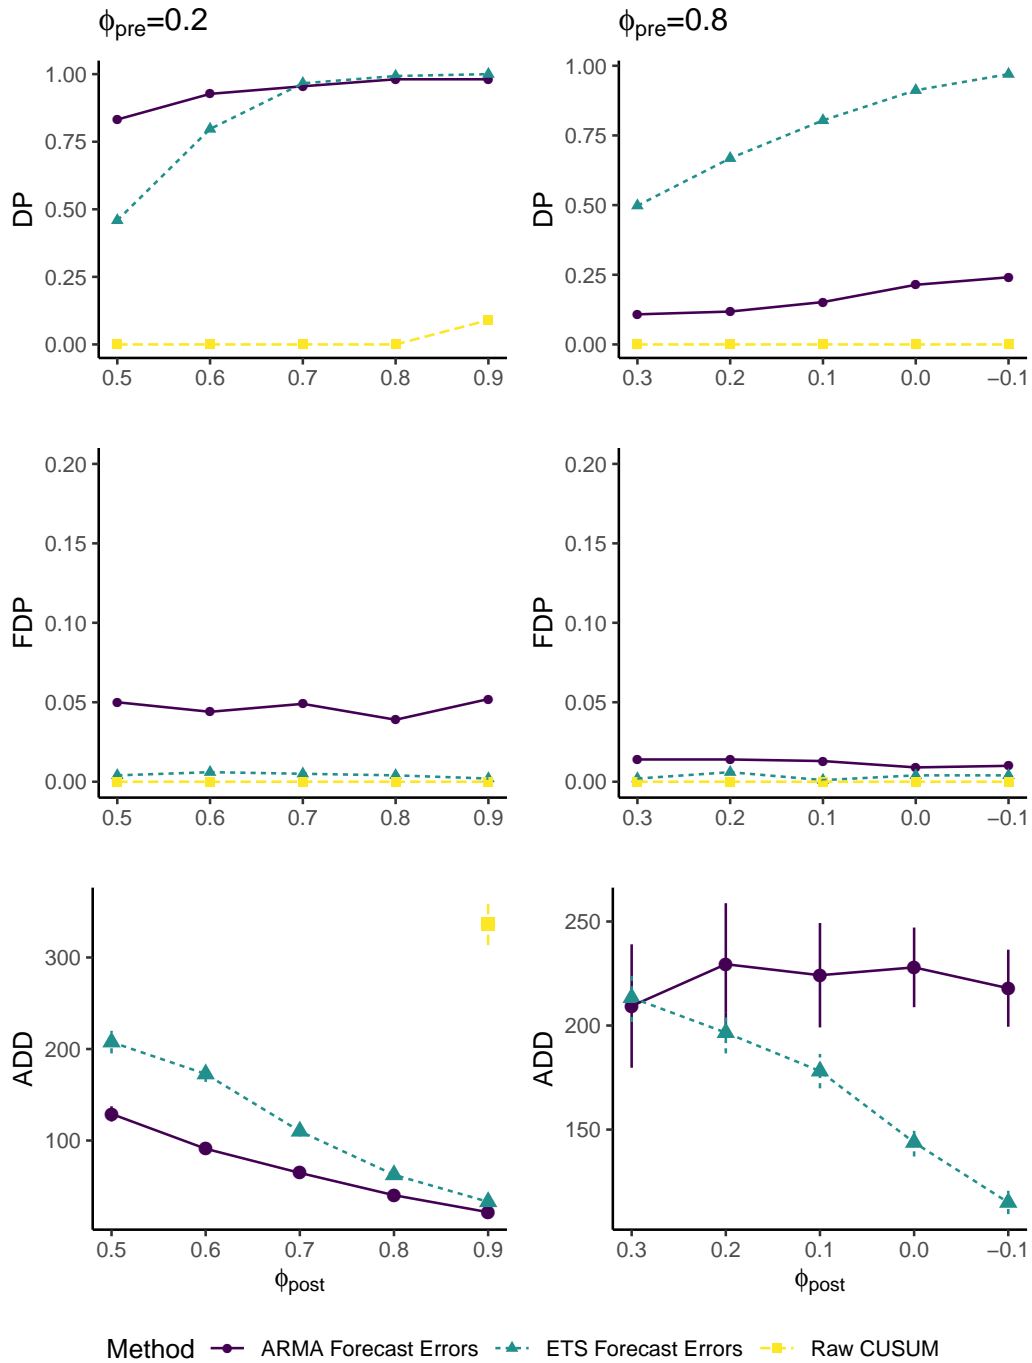 ϕpre=0.2
ϕpre=0.8
DP
1.00
0.75
0.50
0.25
0.00
0.5 0.6 0.7 0.8 0.9
DP
1.00
0.75
0.50
0.25
0.00
0.3 0.2 0.1 0.0 −0.1
FDP
0.20
0.15
0.10
0.05
0.00
0.5 0.6 0.7 0.8 0.9
FDP
0.20
0.15
0.10
0.05
0.00
0.3 0.2 0.1 0.0 −0.1
ADD
300
200
100
0.5 0.6 0.7 0.8 0.9
ϕpost
ADD
250
200
150
0.3 0.2 0.1 0.0 −0.1
ϕpost
Method ARMA Forecast Errors ETS Forecast Errors Raw CUSUM